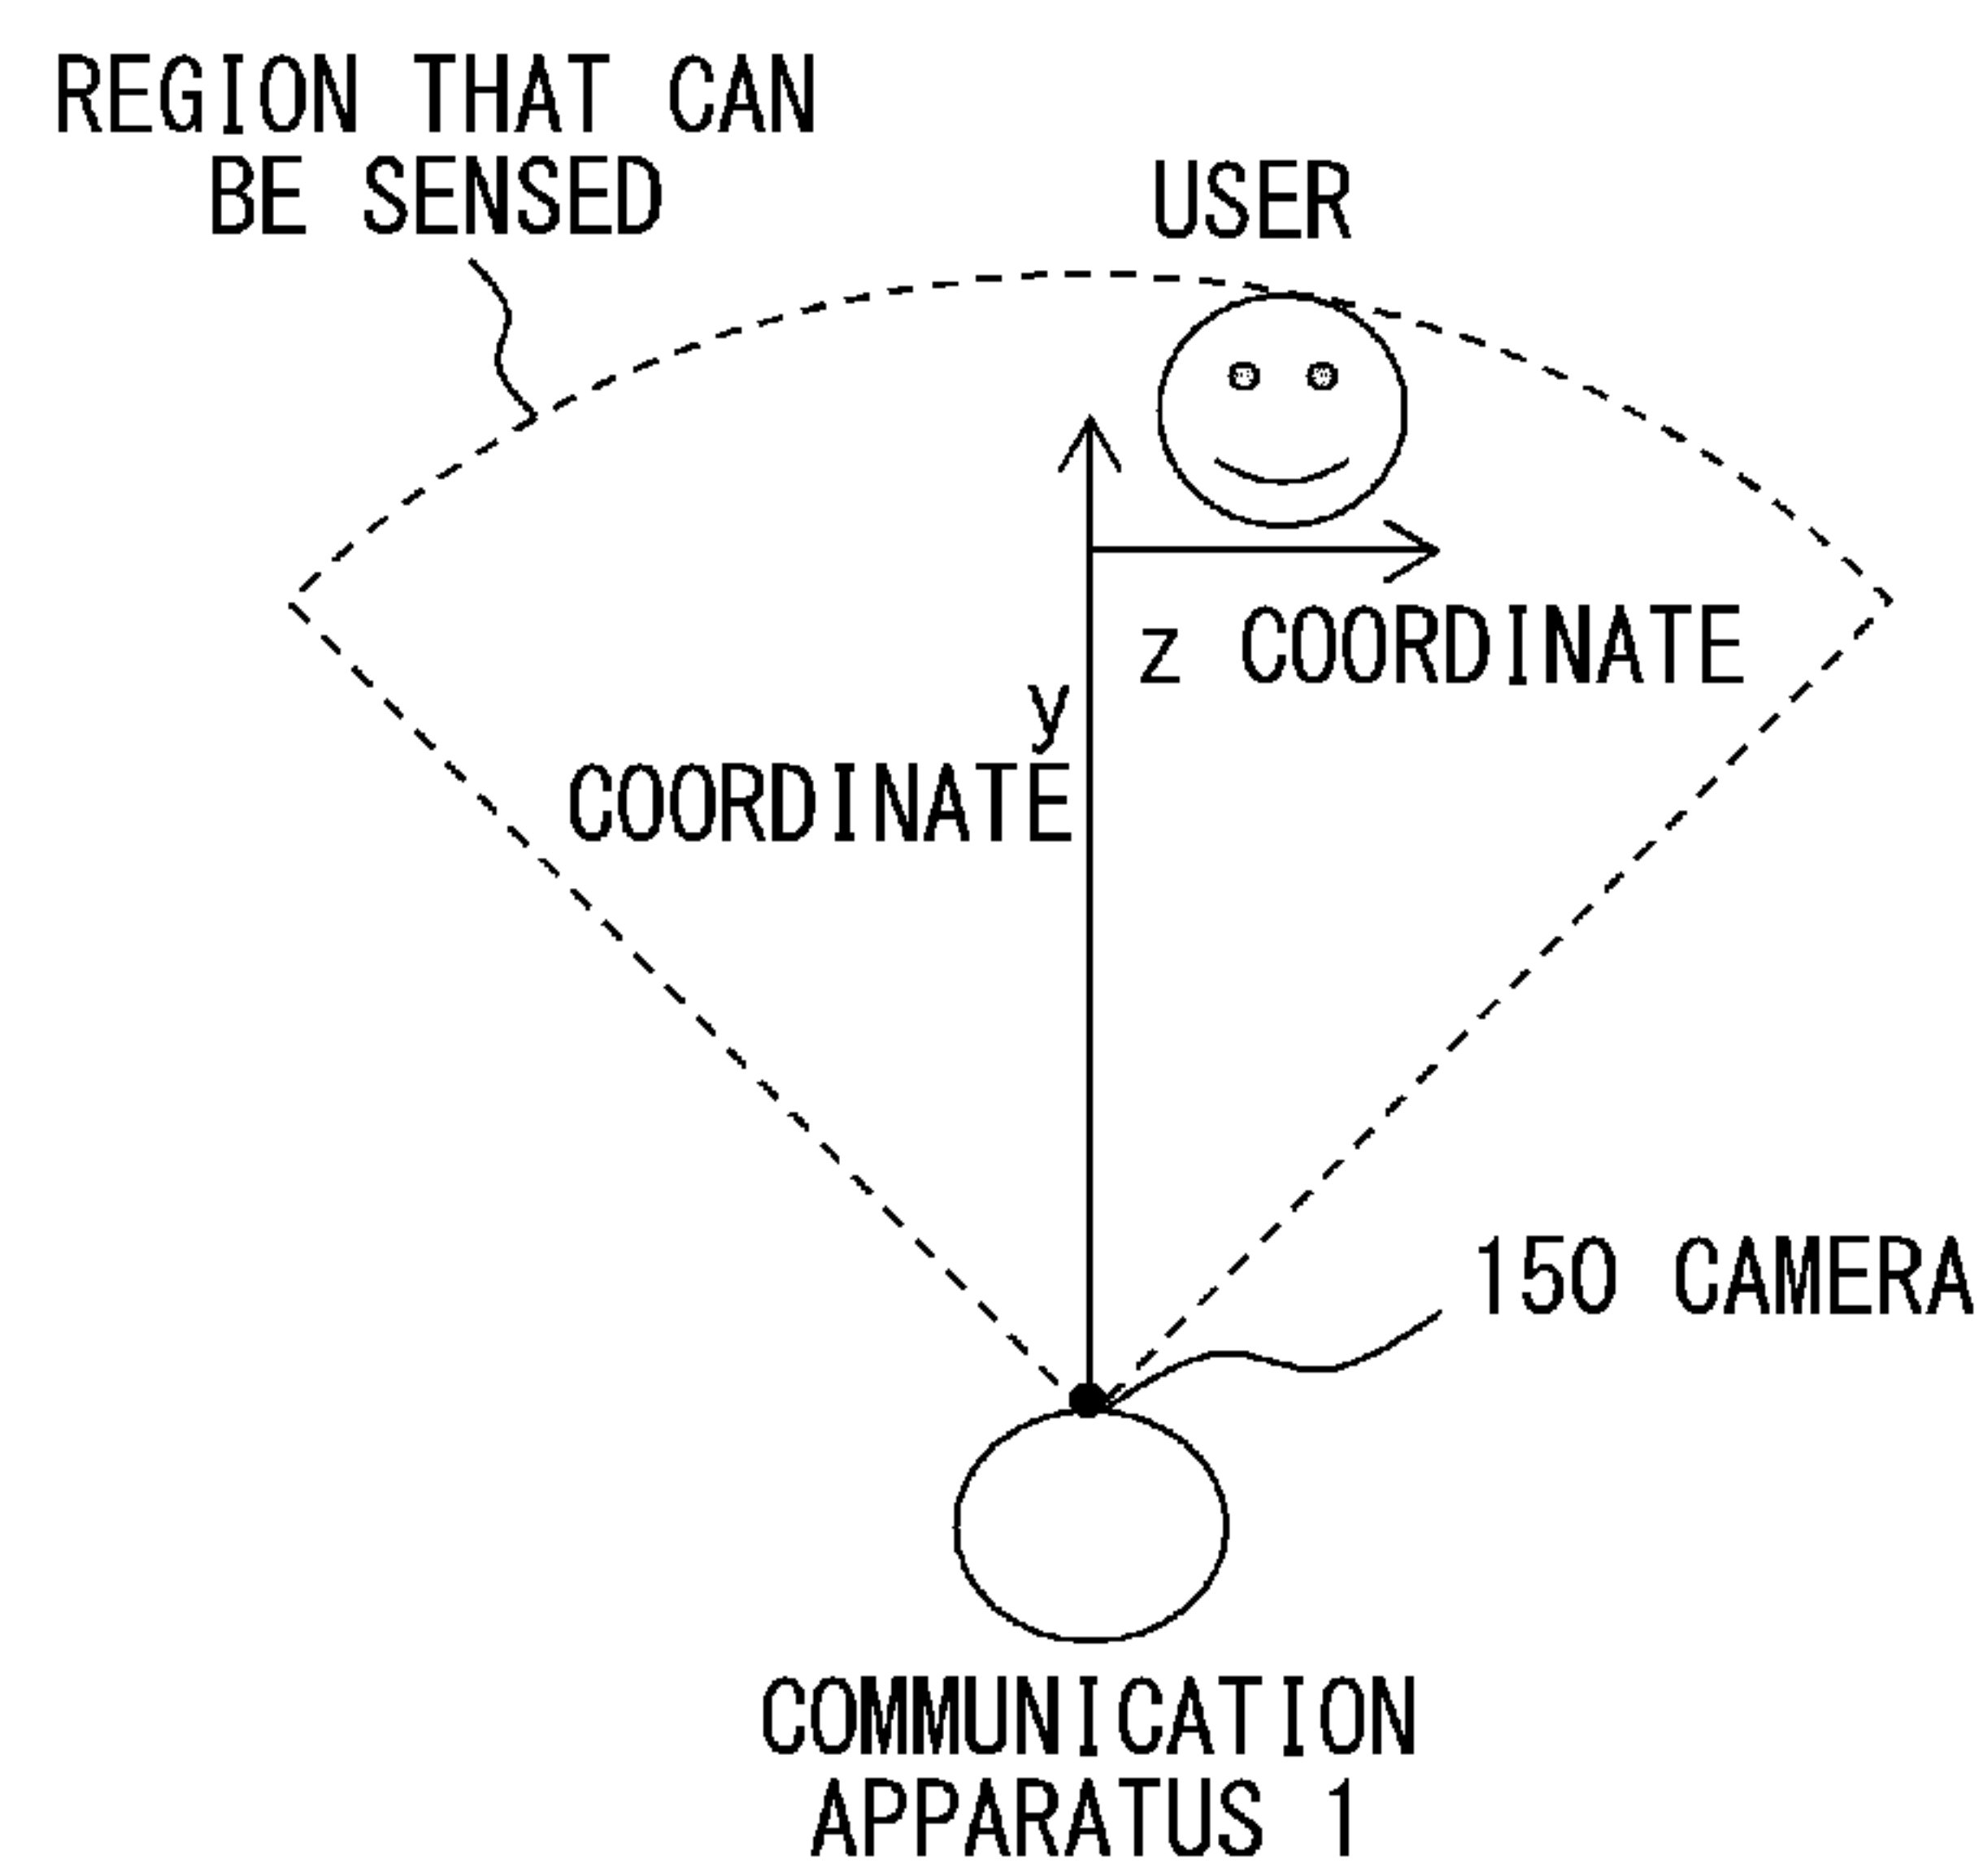 REGION THAT CAN
BE SENSED
USER
z COORDINATE
y
COORDINATE
150 CAMERA
COMMUNICATION
APPARATUS 1